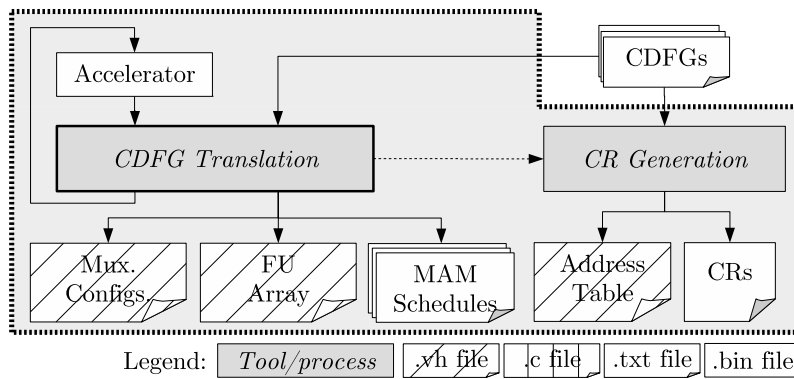 CDFGs
Accelerator
CDFG Translation
CR Generation
Mux.
Configs.
FU
Array
MAM
Schedules
Address
Table
CRs
Legend: Tool/process .vh file .c file .txt file .bin file